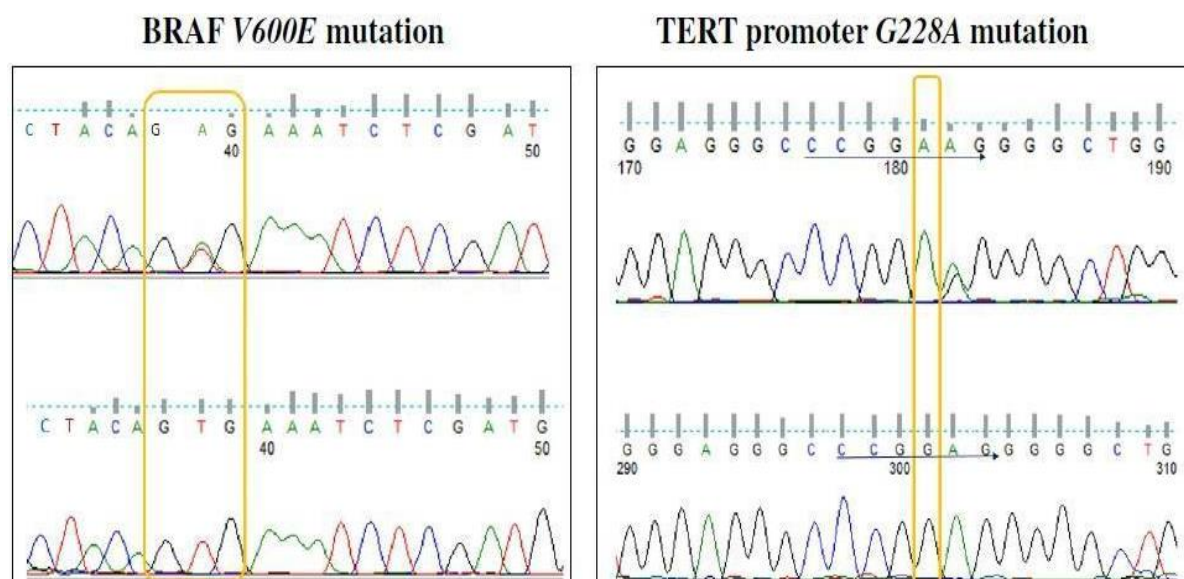 BRAF V600E mutation
TERT promoter G228A mutation
C T A C A G A G A A A T C T C G A T
40 50
G G A G G G C C C G G A A G G G G C T G G
170 180 190
C T A C A G T G A A A T C T C G A T G
40 50
G G G A G G G C C C G G A G G G G G C T G
290 300 310